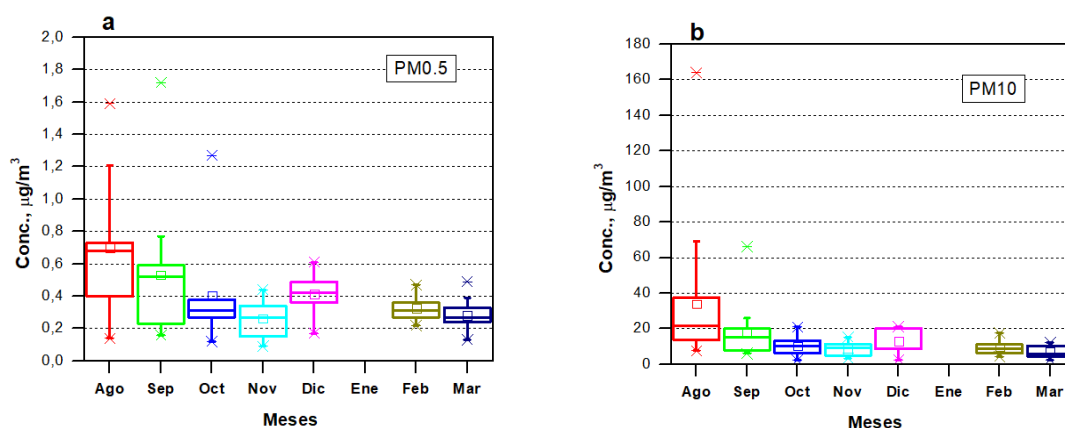 a
PM0.5
Conc., µg/m³
2,0
1,8
1,6
1,4
1,2
1,0
0,8
0,6
0,4
0,2
0,0
Ago Sep Oct Nov Dic Ene Feb Mar
Meses
b
PM10
Conc., µg/m³
180
160
140
120
100
80
60
40
20
0
Ago Sep Oct Nov Dic Ene Feb Mar
Meses